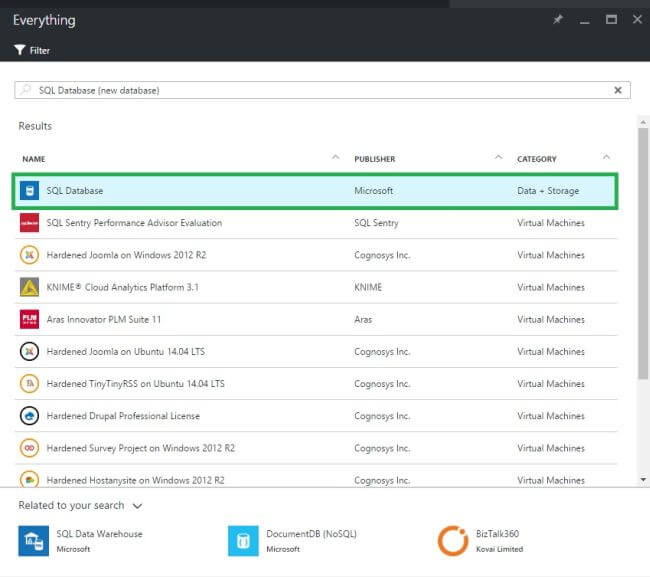 Everything
Filter
SQL Database (new database)
Results
NAME PUBLISHER CATEGORY
SQL Database Microsoft Data + Storage
SQL Sentry Performance Advisor Evaluation SQL Sentry Virtual Machines
Hardened Joomla on Windows 2012 R2 Cognosys Inc. Virtual Machines
KNIME® Cloud Analytics Platform 3.1 KNIME Virtual Machines
PLM
Aras Innovator PLM Suite 11 Aras Virtual Machines
Hardened Joomla on Ubuntu 14.04 LTS Cognosys Inc. Virtual Machines
Hardened TinyTinyRSS on Ubuntu 14.04 LTS Cognosys Inc. Virtual Machines
Hardened Drupal Professional License Cognosys Inc. Virtual Machines
Hardened Survey Project on Windows 2012 R2 Cognosys Inc. Virtual Machines
Hardened Hostanysite on Windows 2012 R2 Cognosys Inc. Virtual Machines
Related to your search
SQL Data Warehouse DocumentDB (NoSQL) BizTalk360
Microsoft Microsoft Kovai Limited